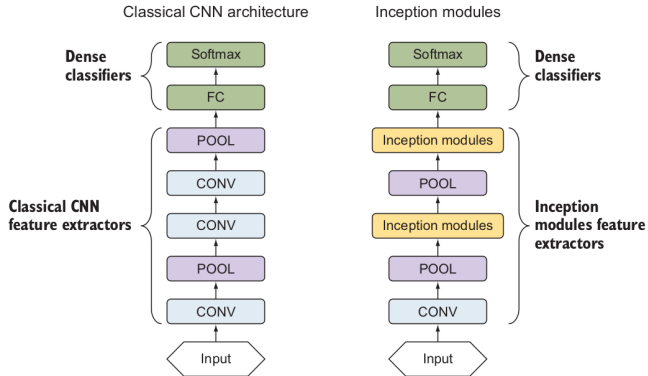 Classical CNN architecture
Dense
classifiers
Softmax
FC
POOL
CONV
CONV
POOL
CONV
Input
Classical CNN
feature extractors
Inception modules
Softmax
FC
Dense
classifiers
Inception modules
POOL
Inception modules
POOL
CONV
Input
Inception
modules feature
extractors